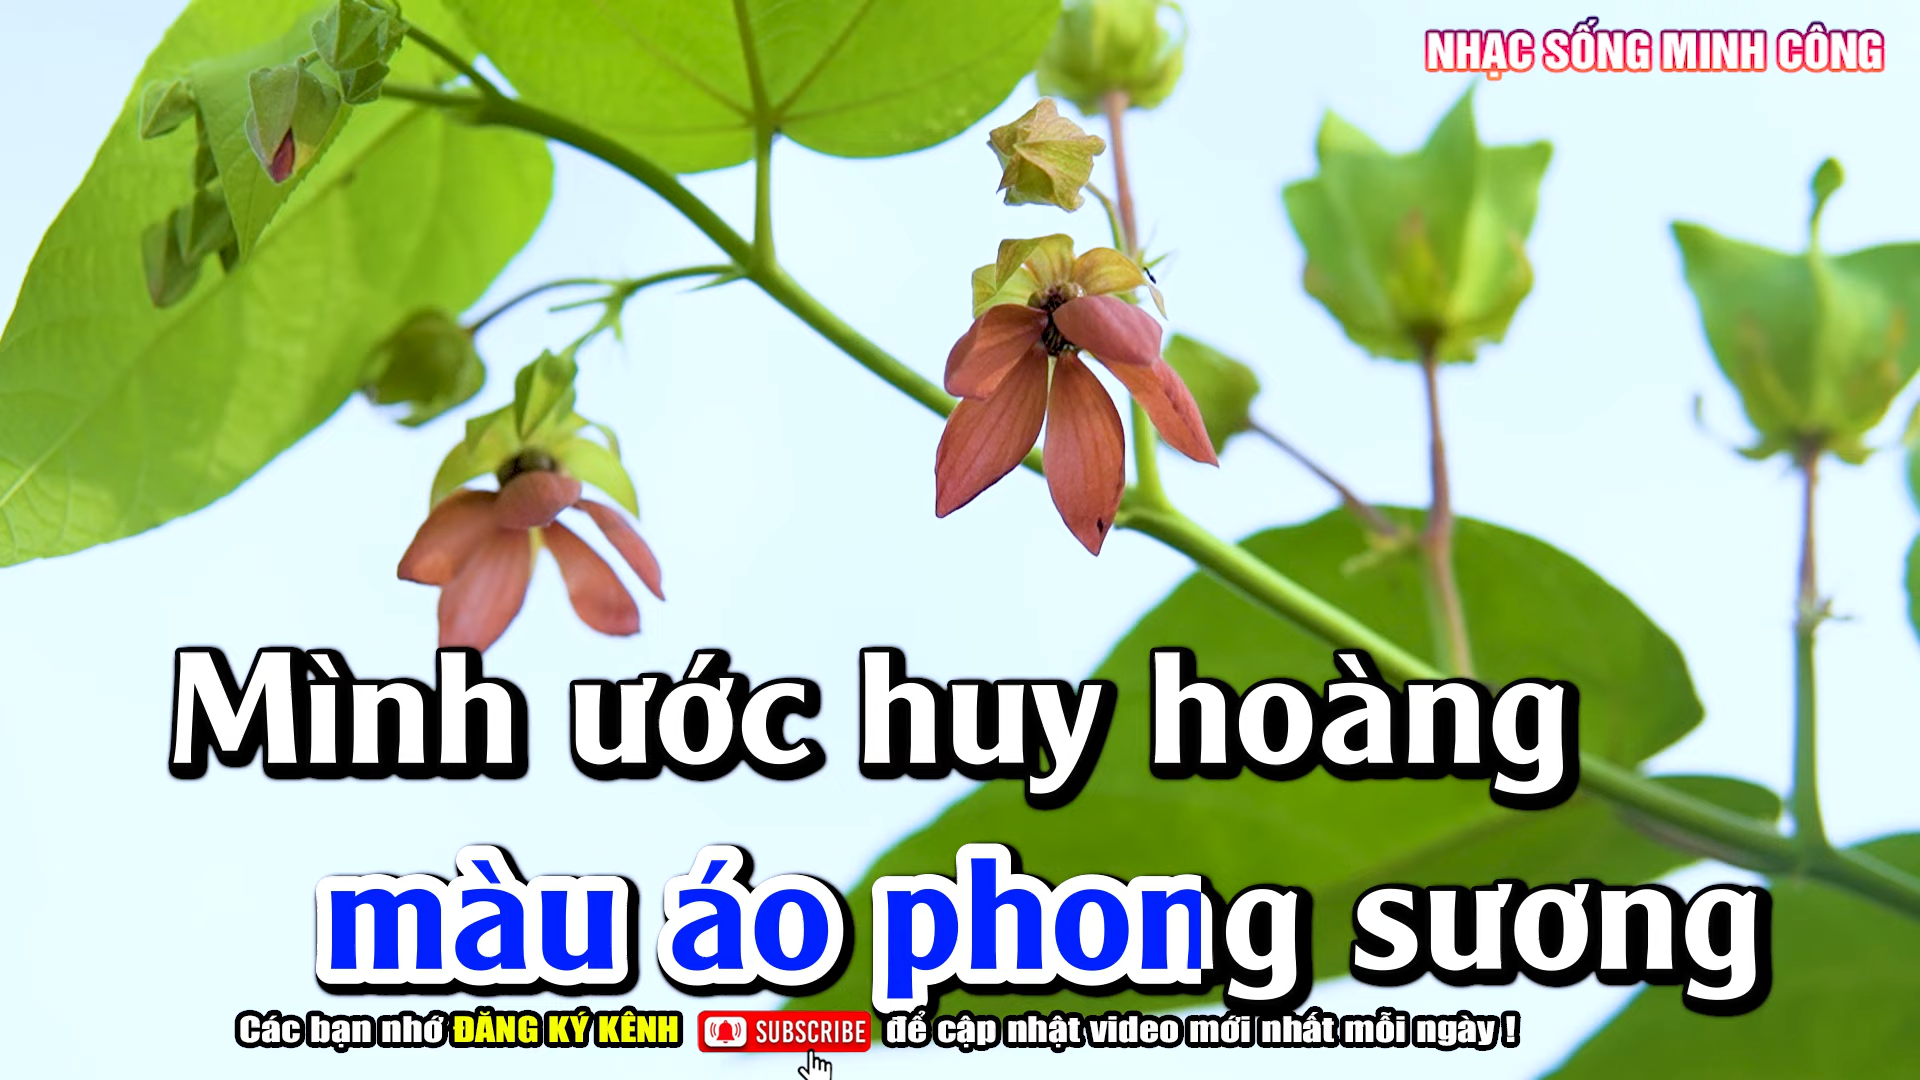 NHẠC SỐNG MINH CÔNG
Mình ước huy hoàng
màu áo phong sương
Các bạn nhớ ĐĂNG KÝ KÊNH SUBSCRIBE để cập nhật video mới nhất mỗi ngày !